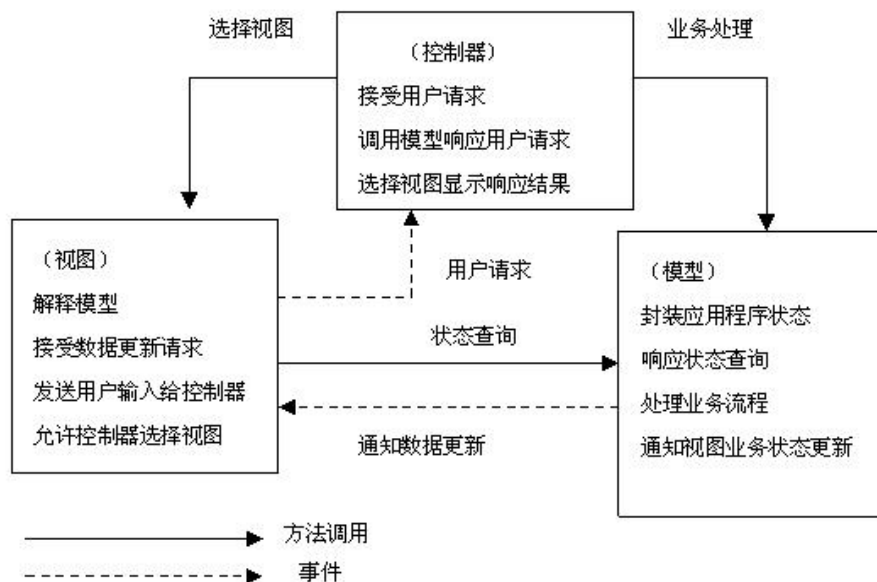 选择视图
业务处理
（控制器）
接受用户请求
调用模型响应用户请求
选择视图显示响应结果
（视图）
解释模型
接受数据更新请求
发送用户输入给控制器
允许控制器选择视图
用户请求
状态查询
通知数据更新
（模型）
封装应用程序状态
响应状态查询
处理业务流程
通知视图业务状态更新
方法调用
事件